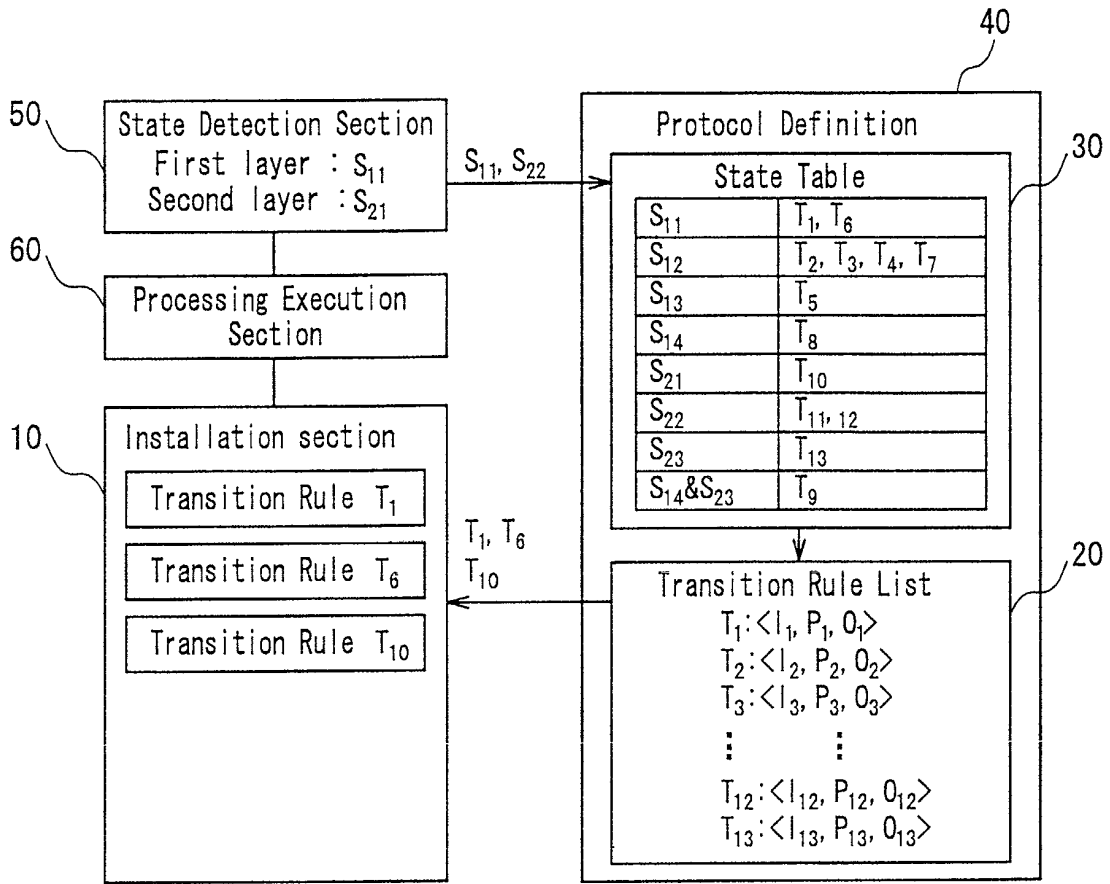 40
50
State Detection Section
First layer : S11
Second layer :S21
S11, S22
Protocol Definition
30
State Table
S11 T1, T6
S12 T2, T3, T4, T7
S13 T5
S14 T8
S21 T10
S22 T11, 12
S23 T13
S14&S23 T9
60
Processing Execution
Section
10
Installation section
Transition Rule T1
Transition Rule T6
Transition Rule T10
T1, T6
T10
20
Transition Rule List
T1:<I1, P1, O1>
T2:<I2, P2, O2>
T3:<I3, P3, O3>
⋮ ⋮
T12:<I12, P12, O12>
T13:<I13, P13, O13>